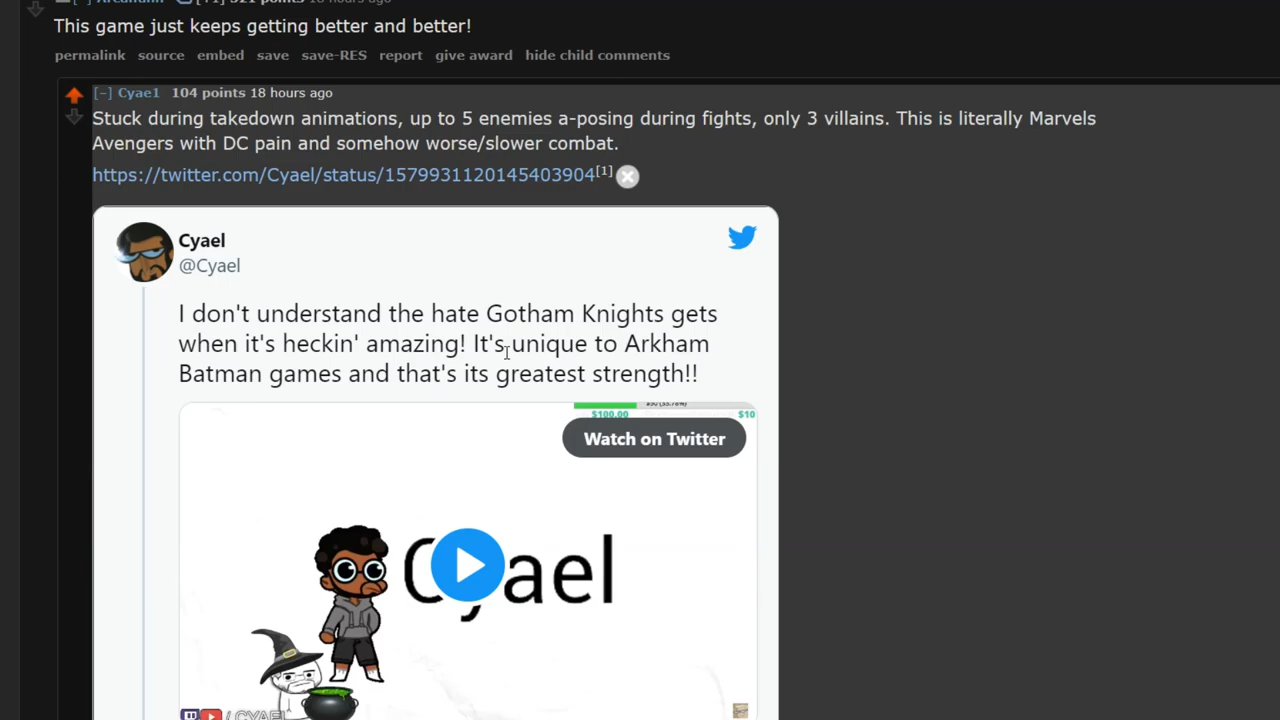 18 hours ago
This game just keeps getting better and better!
permalink source embed save save-RES report give award hide child comments
[–] Cyae1 104 points 18 hours ago
Stuck during takedown animations, up to 5 enemies a-posing during fights, only 3 villains. This is literally Marvels
Avengers with DC pain and somehow worse/slower combat.
https://twitter.com/Cyael/status/1579931120145403904[1]
Cyael
@Cyael
I don't understand the hate Gotham Knights gets
when it's heckin' amazing! It's unique to Arkham
Batman games and that's its greatest strength!!
$100.00 $10
Watch on Twitter
Cyael
/ CYAEL